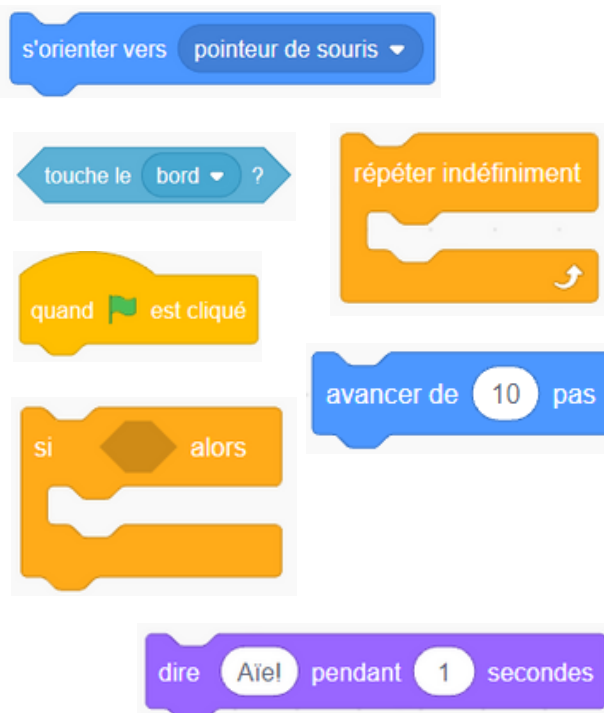 s'orienter vers pointeur de souris
touche le bord ?
répéter indéfiniment
quand est cliqué
avancer de 10 pas
si alors
dire Aïe! pendant 1 secondes